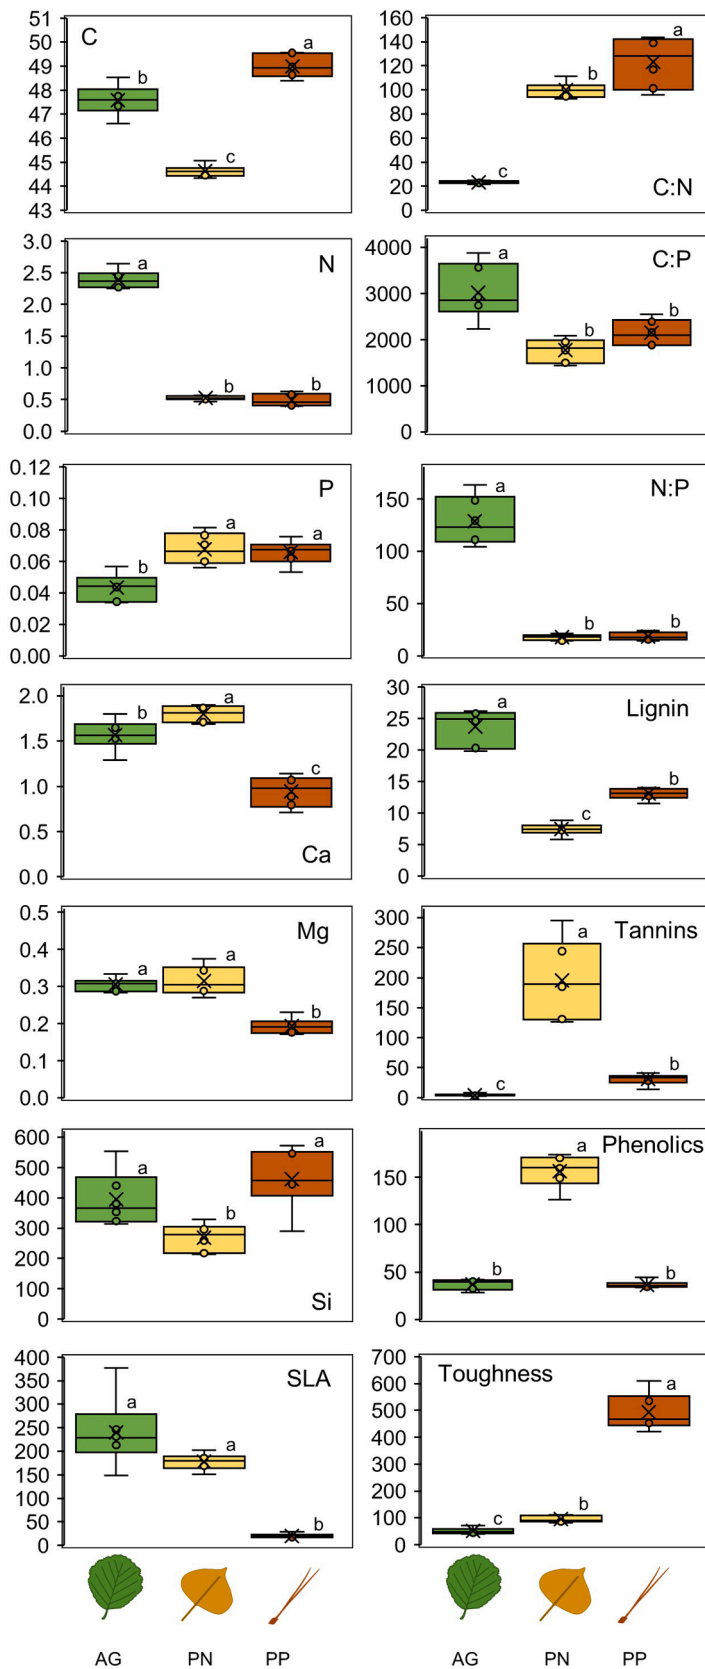 C
51
50
49
48
47
46
45
44
43
b
c
a
C:N
160
140
120
100
80
60
40
20
0
c
b
a
N
3.0
2.5
2.0
1.5
1.0
0.5
0.0
a
b
b
C:P
4000
3000
2000
1000
0
a
b
b
P
0.12
0.10
0.08
0.06
0.04
0.02
0.00
b
a
a
N:P
150
100
50
0
a
b
b
Ca
2.0
1.5
1.0
0.5
0.0
b
a
c
Lignin
30
25
20
15
10
5
0
a
c
b
Mg
0.5
0.4
0.3
0.2
0.1
0.0
a
a
b
Tannins
300
250
200
150
100
50
0
c
a
b
Si
600
500
400
300
200
100
0
a
b
a
Phenolics
150
100
50
0
b
a
b
SLA
400
350
300
250
200
150
100
50
0
a
a
b
Toughness
700
600
500
400
300
200
100
0
c
b
a
AG PN PP
AG PN PP